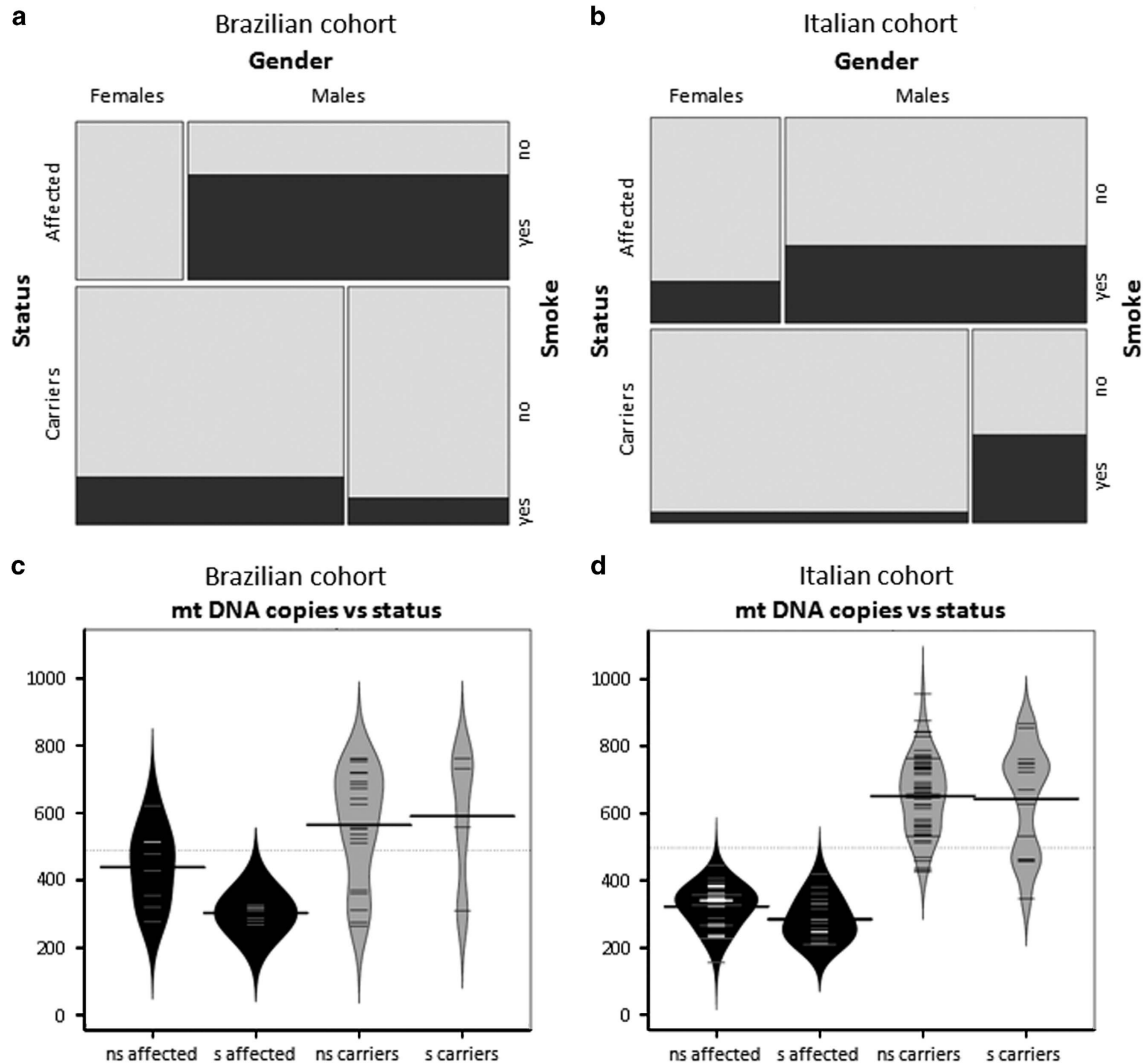 a
Brazilian cohort
Gender
Females Males
Status
Affected
Carriers
no
yes
no
yes
Smoke
b
Italian cohort
Gender
Females Males
Status
Affected
Carriers
no
yes
no
yes
Smoke
c
Brazilian cohort
mt DNA copies vs status
1000
800
600
400
200
0
ns affected s affected ns carriers s carriers
d
Italian cohort
mt DNA copies vs status
1000
800
600
400
200
0
ns affected s affected ns carriers s carriers